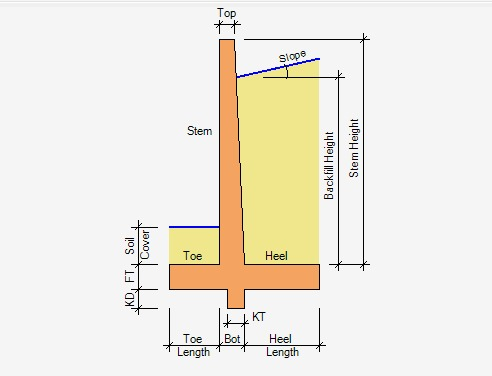 Top
Slope
Stem
Backfill Height
Stem Height
Soil
Cover
Toe
Heel
FT
KD
KT
Toe
Length
Bot
Heel
Length